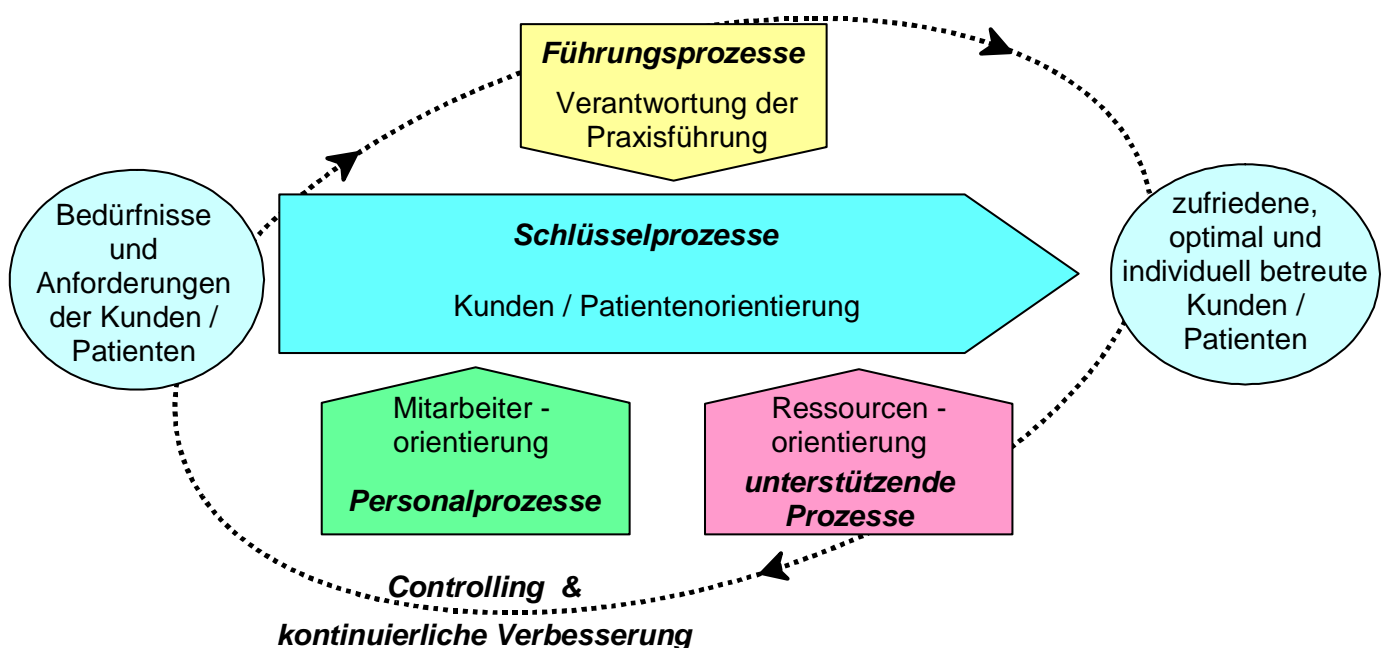 Führungsprozesse
Verantwortung der
Praxisführung
Bedürfnisse
und
Anforderungen
der Kunden /
Patienten
Schlüsselprozesse
Kunden / Patientenorientierung
zufriedene,
optimal und
individuell betreute
Kunden /
Patienten
Mitarbeiter -
orientierung
Personalprozesse
Ressourcen -
orientierung
unterstützende
Prozesse
Controlling &
kontinuierliche Verbesserung